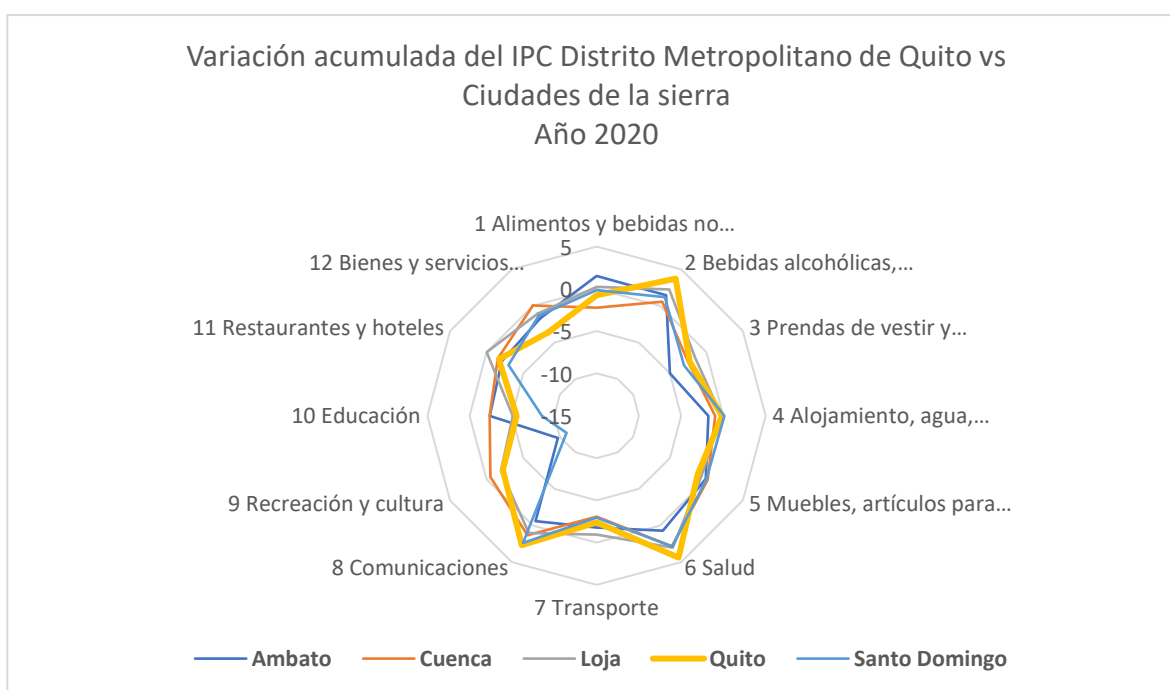 Variación acumulada del IPC Distrito Metropolitano de Quito vs
Ciudades de la sierra
Año 2020
1 Alimentos y bebidas no...
12 Bienes y servicios...
5
2 Bebidas alcohólicas,...
0
11 Restaurantes y hoteles
3 Prendas de vestir y...
-5
-10
10 Educación
-15
4 Alojamiento, agua,...
9 Recreación y cultura
5 Muebles, artículos para...
8 Comunicaciones
6 Salud
7 Transporte
Ambato Cuenca Loja Quito Santo Domingo